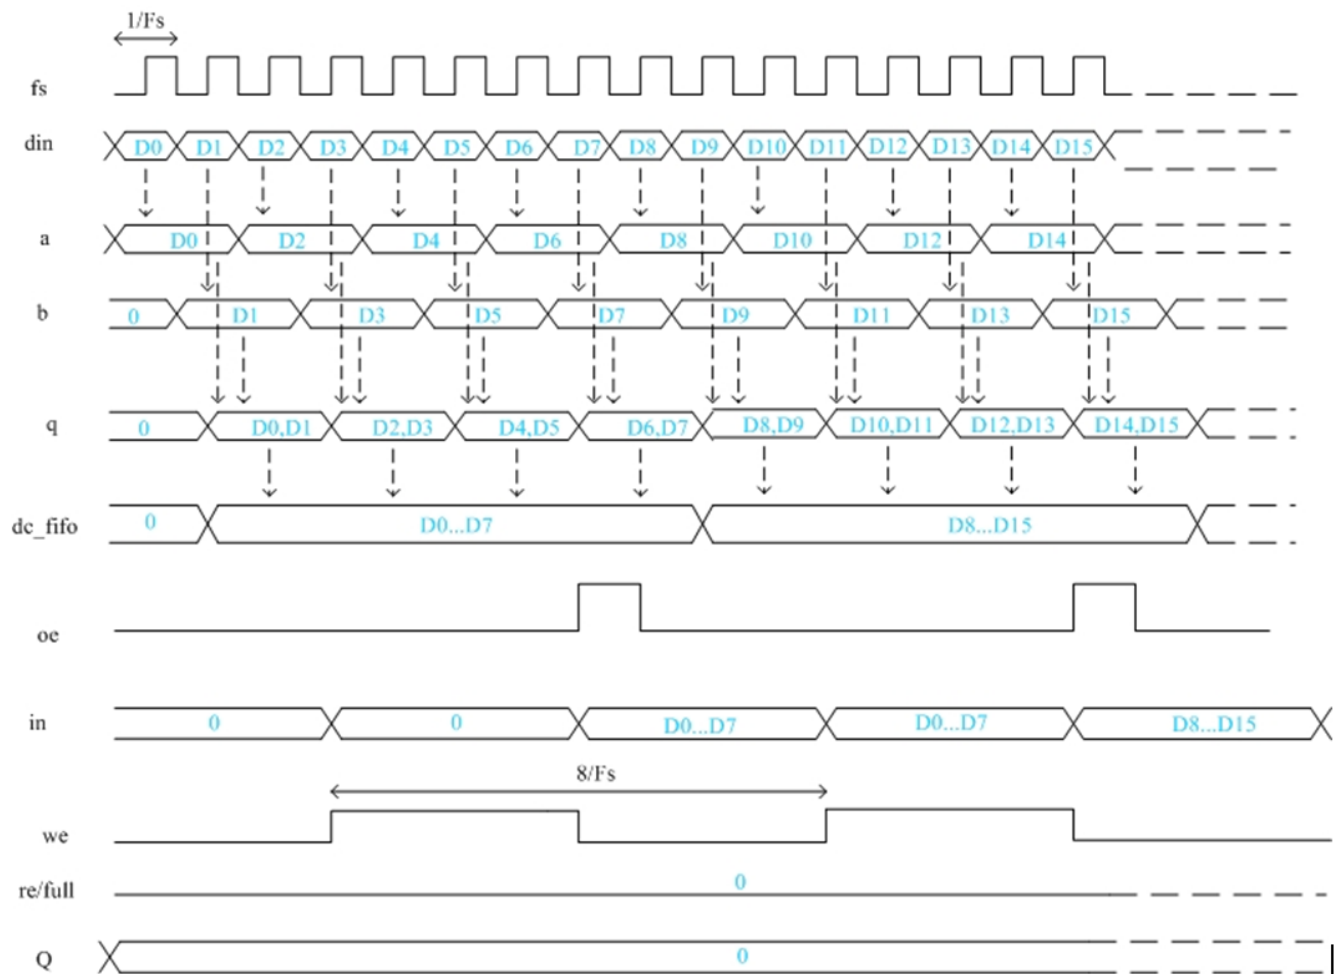 1/Fs
fs
din D0 D1 D2 D3 D4 D5 D6 D7 D8 D9 D10 D11 D12 D13 D14 D15
a D0 D2 D4 D6 D8 D10 D12 D14
b 0 D1 D3 D5 D7 D9 D11 D13 D15
q 0 D0,D1 D2,D3 D4,D5 D6,D7 D8,D9 D10,D11 D12,D13 D14,D15
dc_fifo 0 D0...D7 D8...D15
oe
in 0 0 D0...D7 D0...D7 D8...D15
8/Fs
we
re/full 0
Q 0